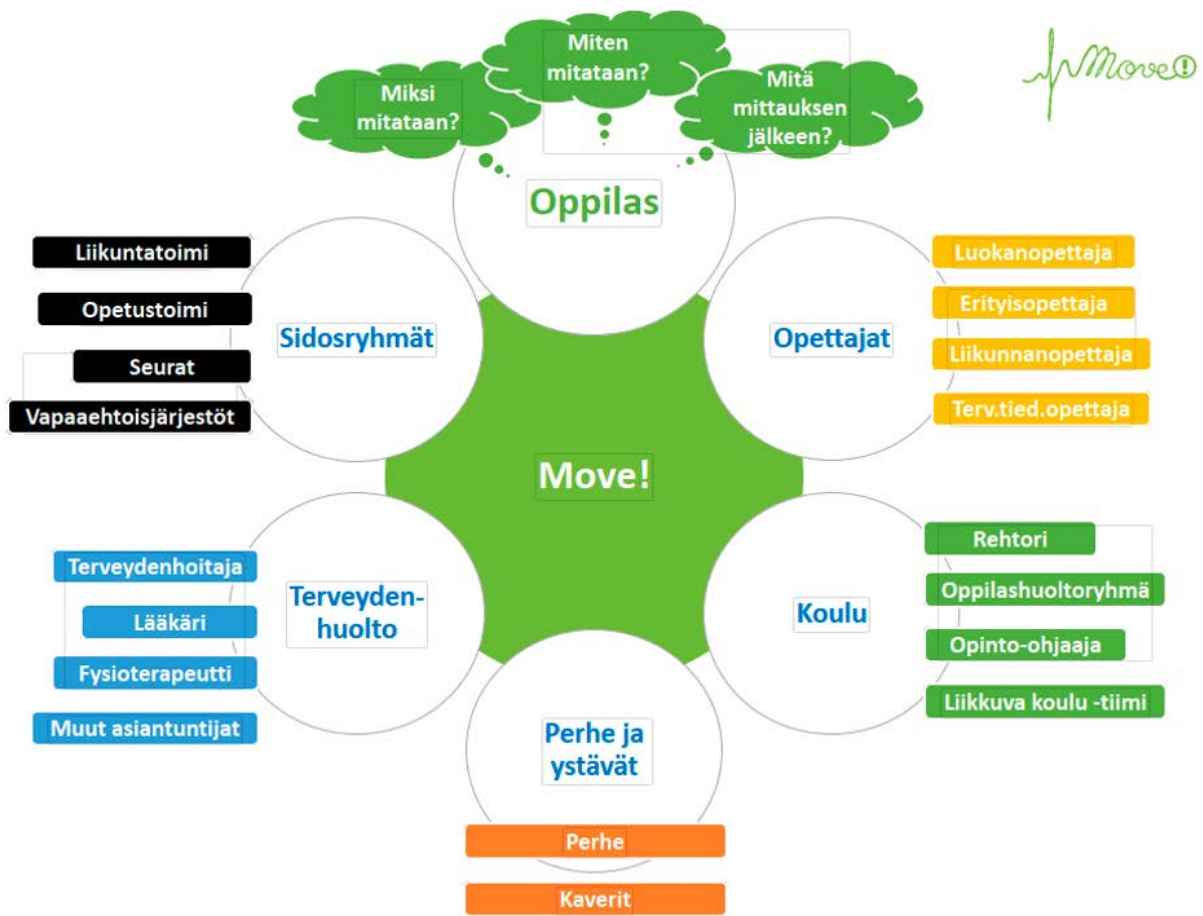 Miksi
mitataan?
Miten
mitataan?
Mitä
mittauksen
jälkeen?
Move!
Oppilas
Liikuntatoimi
Opetustoimi
Seurat
Vapaaehtoisjärjestöt
Sidosryhmät
Opettajat
Luokanopettaja
Erityisopettaja
Liikunnanopettaja
Terv.tied.opettaja
Move!
Terveydenhoitaja
Lääkäri
Fysioterapeutti
Muut asiantuntijat
Terveyden-
huolto
Koulu
Rehtori
Oppilashuoltoryhmä
Opinto-ohjaaja
Liikkuva koulu -tiimi
Perhe ja
ystävät
Perhe
Kaverit